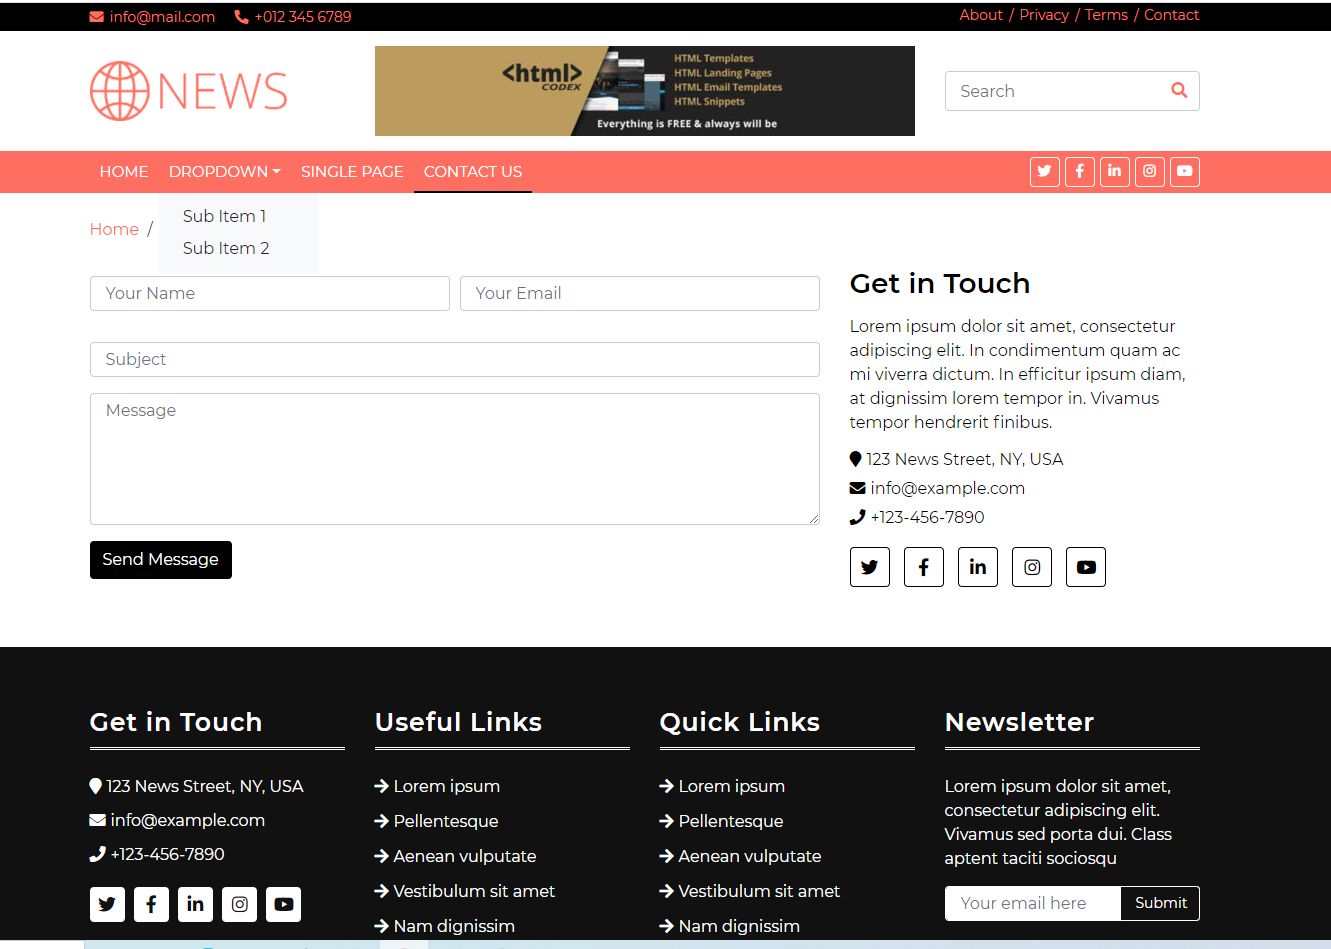 info@mail.com +012 345 6789 About / Privacy / Terms / Contact
NEWS
<html>
CODEX
HTML Templates
HTML Landing Pages
HTML Email Templates
HTML Snippets
Everything is FREE & always will be
Search
HOME DROPDOWN SINGLE PAGE CONTACT US
Home /
Sub Item 1
Sub Item 2
Your Name Your Email
Subject
Message
Send Message
Get in Touch
Lorem ipsum dolor sit amet, consectetur
adipiscing elit. In condimentum quam ac
mi viverra dictum. In efficitur ipsum diam,
at dignissim lorem tempor in. Vivamus
tempor hendrerit finibus.
123 News Street, NY, USA
info@example.com
+123-456-7890
Get in Touch
123 News Street, NY, USA
info@example.com
+123-456-7890
Useful Links
Lorem ipsum
Pellentesque
Aenean vulputate
Vestibulum sit amet
Nam dignissim
Quick Links
Lorem ipsum
Pellentesque
Aenean vulputate
Vestibulum sit amet
Nam dignissim
Newsletter
Lorem ipsum dolor sit amet,
consectetur adipiscing elit.
Vivamus sed porta dui. Class
aptent taciti sociosqu
Your email here Submit